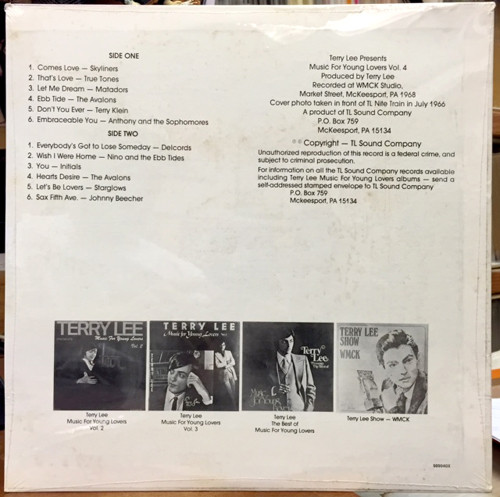 SIDE ONE
1. Comes Love — Skyliners
2. That's Love — True Tones
3. Let Me Dream — Matadors
4. Ebb Tide — The Avalons
5. Don't You Ever — Terry Klein
6. Embraceable You — Anthony and the Sophomores
SIDE TWO
1. Everybody's Got to Lose Someday — Delcords
2. Wish I Were Home — Nino and the Ebb Tides
3. You — Initials
4. Hearts Desire — The Avalons
5. Let's Be Lovers — Starglows
6. Sax Fifth Ave. — Johnny Beecher
Terry Lee Presents
Music For Young Lovers Vol. 4
Produced by Terry Lee
Recorded at WMCK Studio,
Market Street, McKeesport, PA 1968
Cover photo taken in front of TL Nite Train in July 1966
A product of TL Sound Company
P.O. Box 759
McKeesport, PA 15134
Copyright — TL Sound Company
Unauthorized reproduction of this record is a federal crime, and
subject to criminal prosecution.
For information on all the TL Sound Company records available
including Terry Lee Music For Young Lovers albums — send a
self-addressed stamped envelope to TL Sound Company
P.O. Box 759
McKeesport, PA 15134
TERRY LEE
Music For Young Lovers
Vol. 2
TERRY LEE
Music for Young Lovers
Terry
Lee
Music
TERRY LEE
SHOW
WMCK
Terry Lee
Music For Young Lovers
Vol. 2
Terry Lee
Music For Young Lovers
Vol. 3
Terry Lee
The Best of
Music For Young Lovers
Terry Lee Show — WMCK